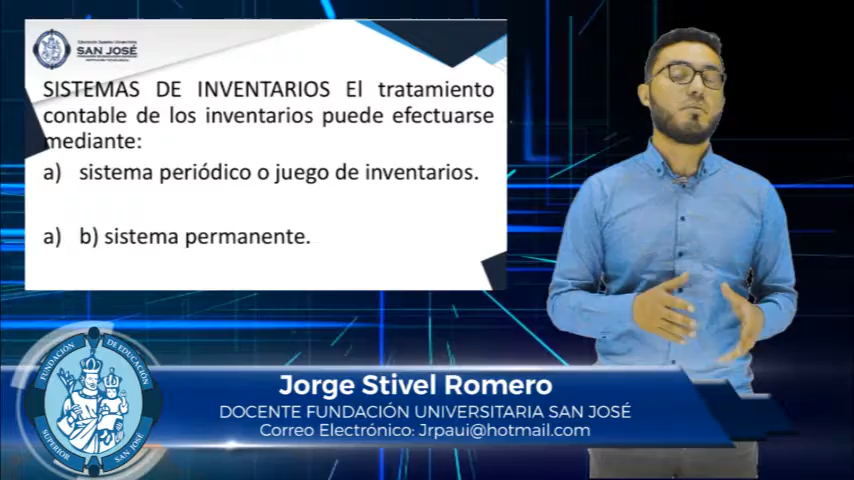 SAN JOSÉ
SISTEMAS DE INVENTARIOS El tratamiento
contable de los inventarios puede efectuarse
mediante:
a) sistema periódico o juego de inventarios.
a) b) sistema permanente.
Jorge Stivel Romero
DOCENTE FUNDACIÓN UNIVERSITARIA SAN JOSÉ
Correo Electrónico: Jrpaui@hotmail.com
FUNDACIÓN
DE EDUCACIÓN
SUPERIOR
SAN JOSÉ